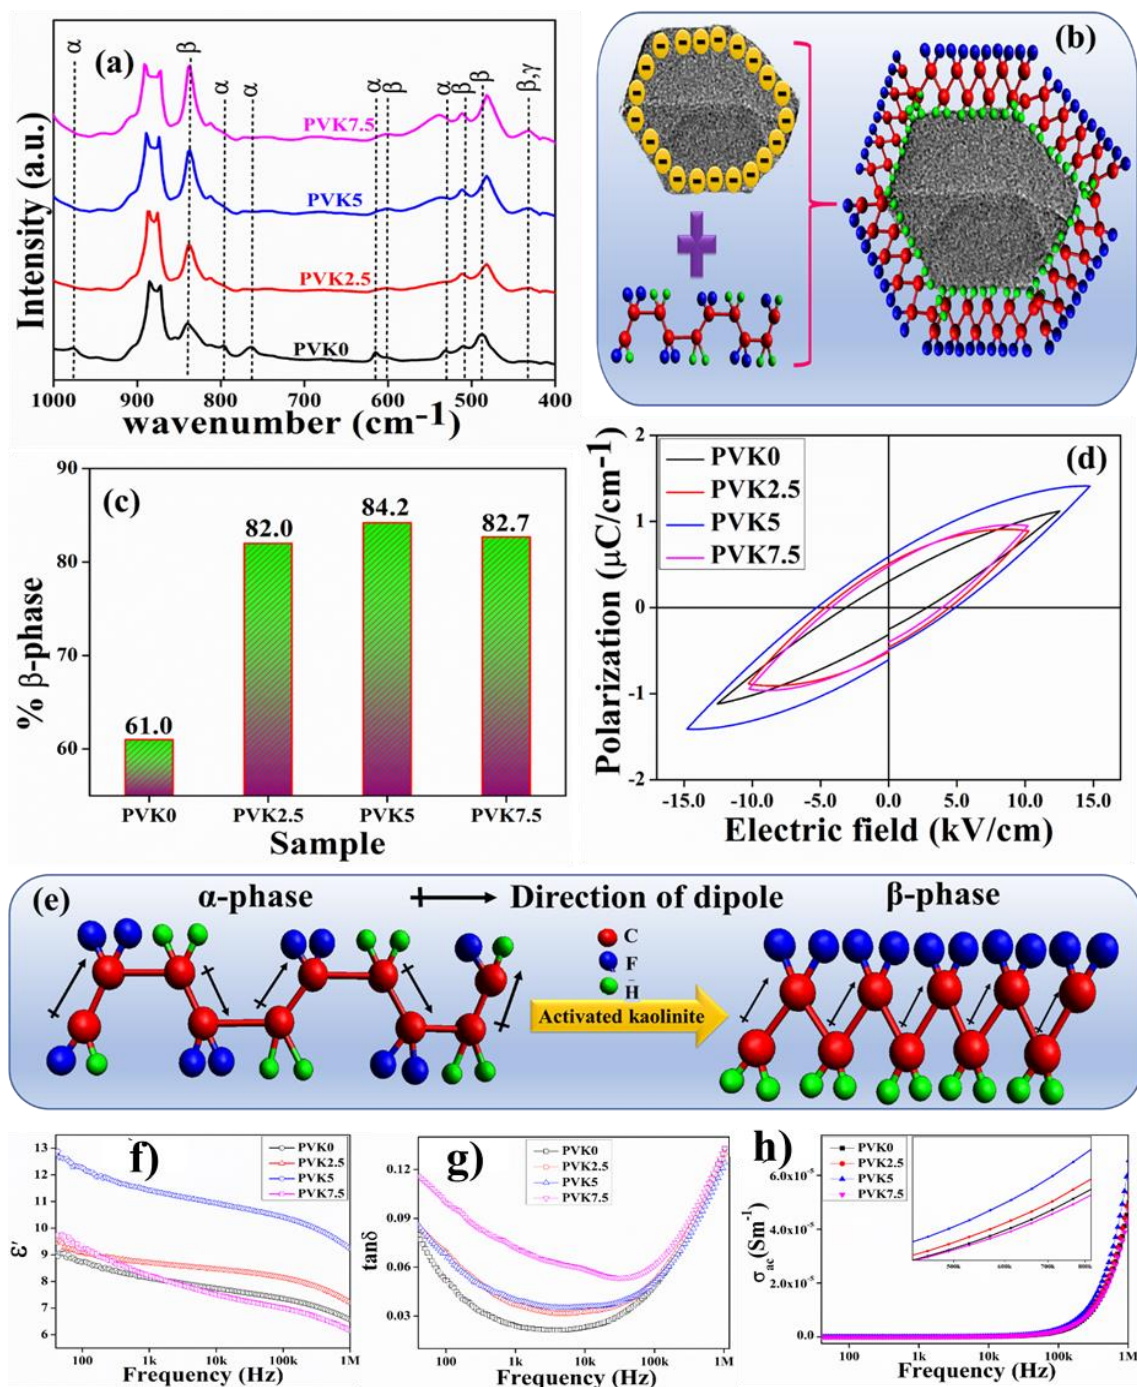 (a)
α
β
α
α
α
β
α
β
β
β,γ
PVK7.5
PVK5
PVK2.5
PVK0
Intensity (a.u.)
1000 900 800 700 600 500 400
wavenumber (cm-1)
(b)
(c)
90
80
70
60
% β-phase
61.0
82.0
84.2
82.7
PVK0 PVK2.5 PVK5 PVK7.5
Sample
(d)
PVK0
PVK2.5
PVK5
PVK7.5
2
1
0
-1
-2
Polarization (μC/cm-1)
-15.0 -10.0 -5.0 0.0 5.0 10.0 15.0
Electric field (kV/cm)
(e)
α-phase
Direction of dipole
β-phase
C
F
H
Activated kaolinite
f)
PVK0
PVK2.5
PVK5
PVK7.5
13
12
11
10
9
8
7
6
ε'
100 1k 10k 100k 1M
Frequency (Hz)
g)
PVK0
PVK2.5
PVK5
PVK7.5
0.12
0.09
0.06
0.03
tanδ
100 1k 10k 100k 1M
Frequency (Hz)
h)
PVK0
PVK2.5
PVK5
PVK7.5
6.0x10-5
4.0x10-5
2.0x10-5
0.0
σac(Sm-1)
500k 600k 700k 800k
100 1k 10k 100k 1M
Frequency (Hz)